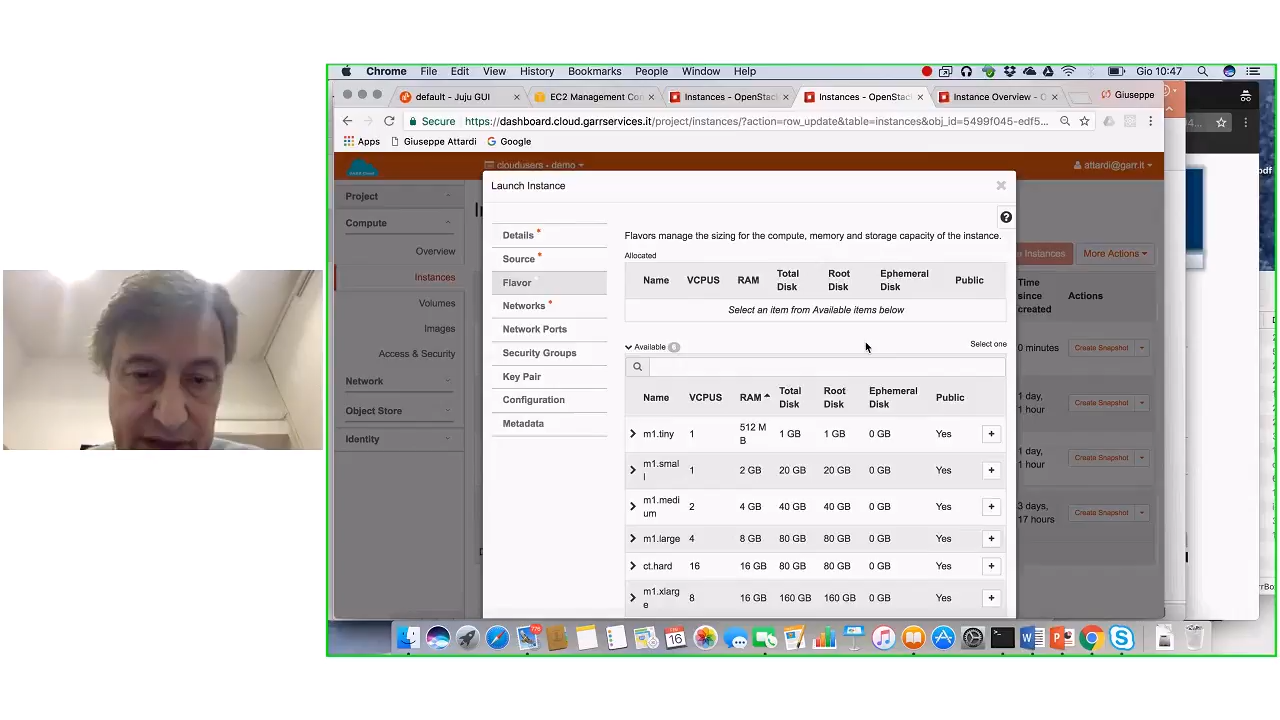 Chrome File Edit View History Bookmarks People Window Help Gio 10:47
default - Juju GUI × EC2 Management Con × Instances - OpenStac × Instances - OpenStac × Instance Overview - O × Giuseppe
Secure https://dashboard.cloud.garrservices.it/project/instances/?action=row_update&table=instances&obj_id=5499f045-edf5...
Apps Giuseppe Attardi Google
cloudusers - demo attardi@garr.it
Project
Compute
Overview
Instances
Volumes
Images
Access & Security
Network
Object Store
Identity
Launch Instance ×
Details *
Source *
Flavor *
Networks *
Network Ports
Security Groups
Key Pair
Configuration
Metadata
?
Flavors manage the sizing for the compute, memory and storage capacity of the instance.
Allocated
Name VCPUS RAM Total Disk Root Disk Ephemeral Disk Public
Select an item from Available items below
Available 6 Select one
Name VCPUS RAM Total Disk Root Disk Ephemeral Disk Public
m1.tiny 1 512 MB 1 GB 1 GB 0 GB Yes +
m1.small 1 2 GB 20 GB 20 GB 0 GB Yes +
m1.medium 2 4 GB 40 GB 40 GB 0 GB Yes +
m1.large 4 8 GB 80 GB 80 GB 0 GB Yes +
ct.hard 16 16 GB 80 GB 80 GB 0 GB Yes +
m1.xlarge 8 16 GB 160 GB 160 GB 0 GB Yes +
Instances More Actions
Time since created Actions
0 minutes Create Snapshot
1 day, 1 hour Create Snapshot
1 day, 1 hour Create Snapshot
3 days, 17 hours Create Snapshot
16